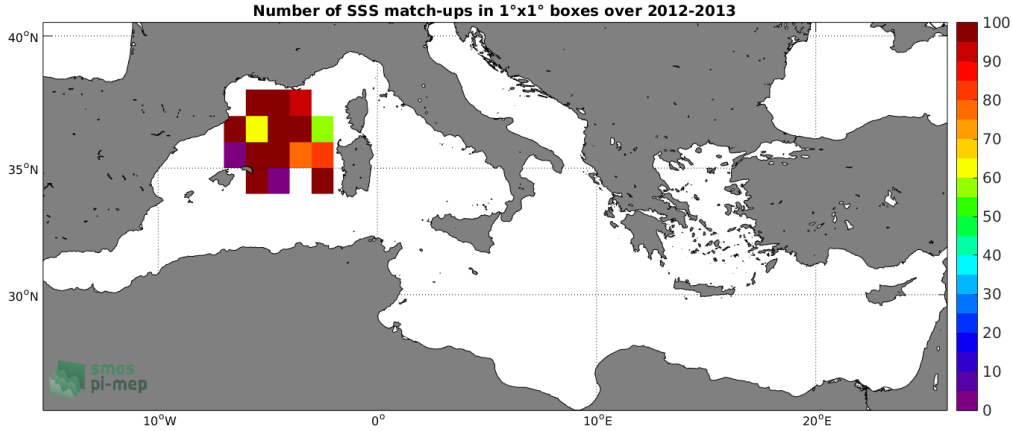 Number of SSS match-ups in 1°x1° boxes over 2012-2013
40°N
35°N
30°N
10°W
0°
10°E
20°E
100
90
80
70
60
50
40
30
20
10
0
smos
pi-mep